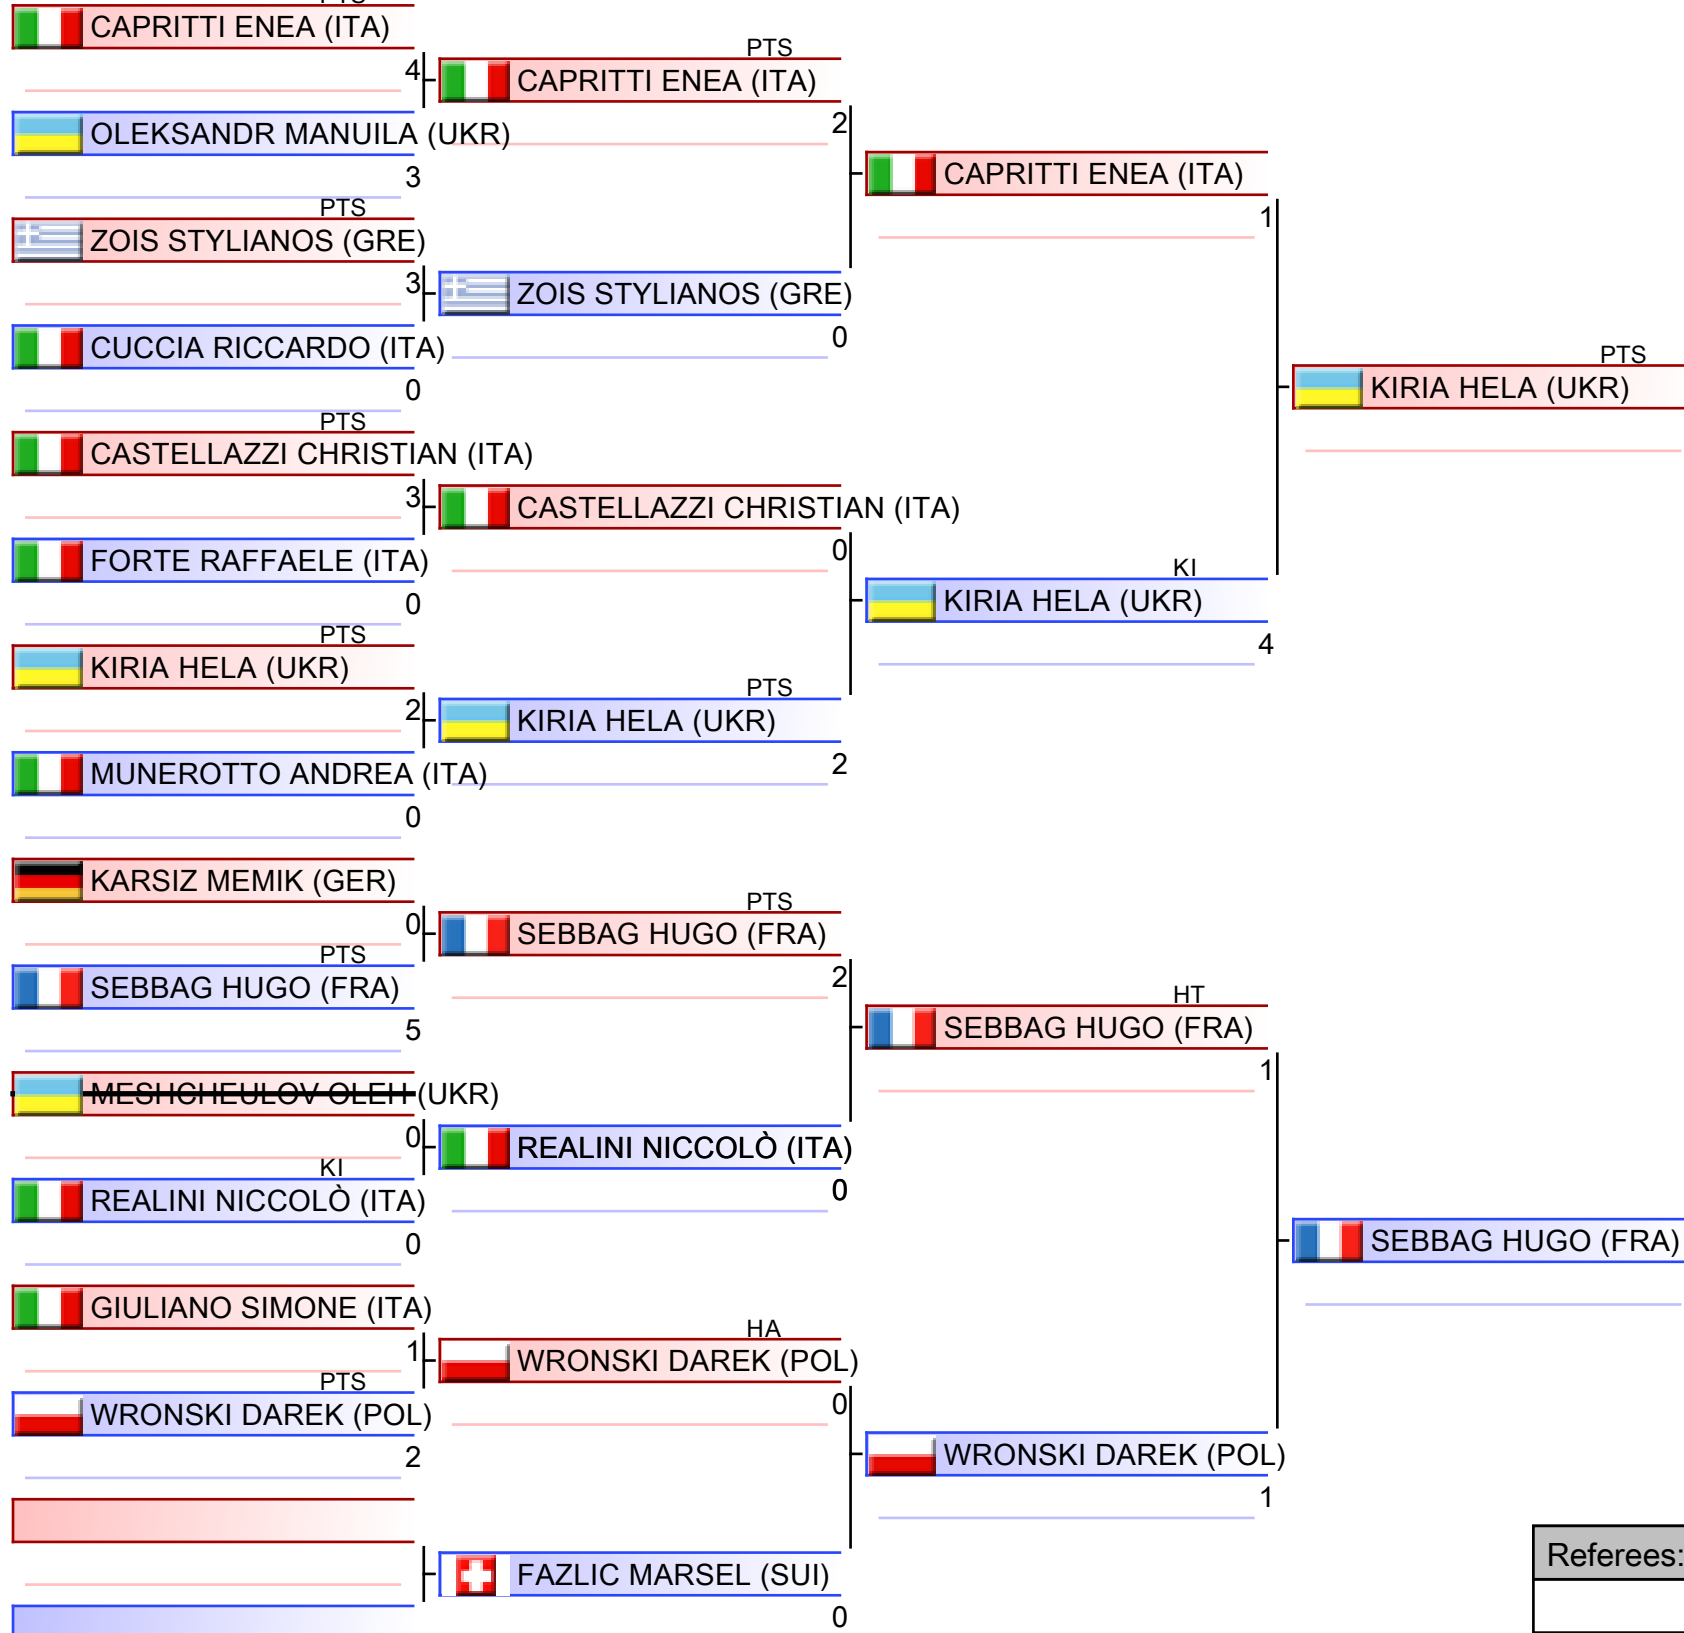 PTS
CAPRITTI ENEA (ITA)
4
OLEKSANDR MANUILA (UKR)
3
PTS
ZOIS STYLIANOS (GRE)
3
CUCCIA RICCARDO (ITA)
0
PTS
CASTELLAZZI CHRISTIAN (ITA)
3
FORTE RAFFAELE (ITA)
0
PTS
KIRIA HELA (UKR)
2
MUNEROTTO ANDREA (ITA)
0
KARSIZ MEMIK (GER)
0
PTS
SEBBAG HUGO (FRA)
5
MESHCHEULOV OLEH (UKR)
0
KI
REALINI NICCOLÒ (ITA)
0
GIULIANO SIMONE (ITA)
1
PTS
WRONSKI DAREK (POL)
2
PTS
CAPRITTI ENEA (ITA)
2
ZOIS STYLIANOS (GRE)
0
CASTELLAZZI CHRISTIAN (ITA)
0
PTS
KIRIA HELA (UKR)
2
PTS
SEBBAG HUGO (FRA)
2
REALINI NICCOLÒ (ITA)
0
HA
WRONSKI DAREK (POL)
0
FAZLIC MARSEL (SUI)
0
CAPRITTI ENEA (ITA)
1
KI
KIRIA HELA (UKR)
4
HT
SEBBAG HUGO (FRA)
1
WRONSKI DAREK (POL)
1
PTS
KIRIA HELA (UKR)
SEBBAG HUGO (FRA)
Referees: